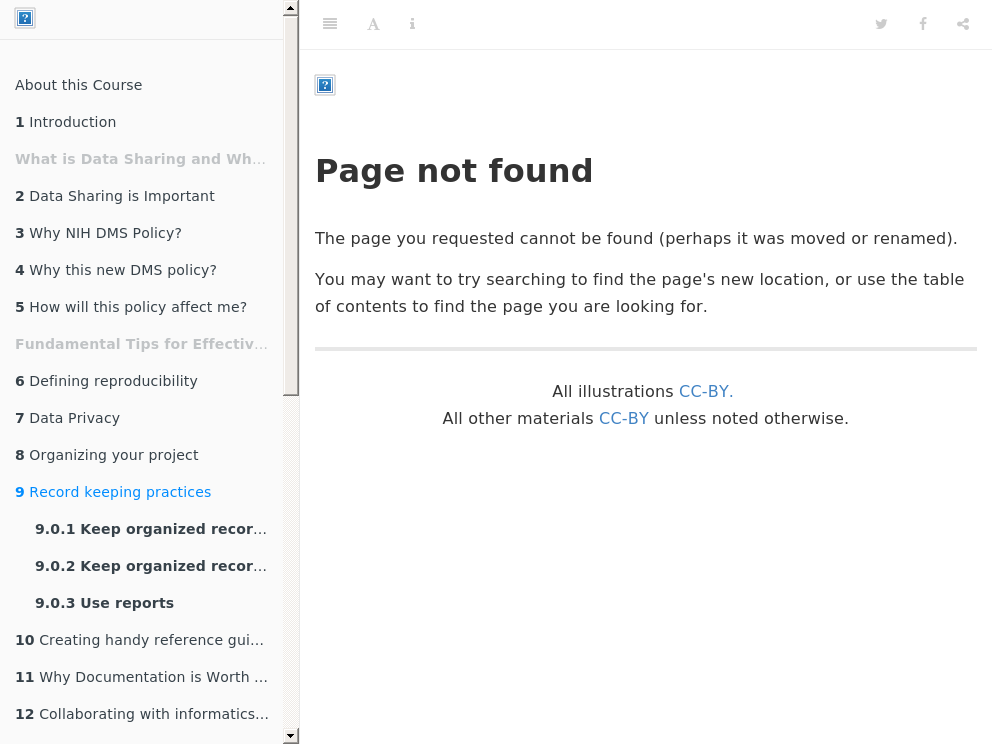 About this Course
1 Introduction
What is Data Sharing and Wh...
2 Data Sharing is Important
3 Why NIH DMS Policy?
4 Why this new DMS policy?
5 How will this policy affect me?
Fundamental Tips for Effectiv...
6 Defining reproducibility
7 Data Privacy
8 Organizing your project
9 Record keeping practices
9.0.1 Keep organized recor...
9.0.2 Keep organized recor...
9.0.3 Use reports
10 Creating handy reference gui...
11 Why Documentation is Worth ...
12 Collaborating with informatics...
Page not found
The page you requested cannot be found (perhaps it was moved or renamed).
You may want to try searching to find the page's new location, or use the table
of contents to find the page you are looking for.
All illustrations CC-BY.
All other materials CC-BY unless noted otherwise.